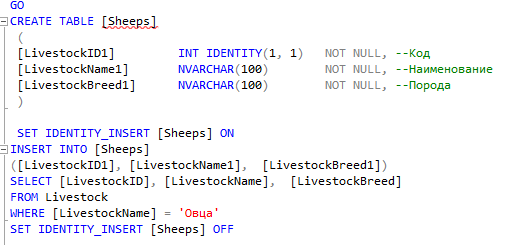 GO
CREATE TABLE [Sheeps]
(
[LivestockID1] INT IDENTITY(1, 1) NOT NULL, --Код
[LivestockName1] NVARCHAR(100) NOT NULL, --Наименование
[LivestockBreed1] NVARCHAR(100) NOT NULL, --Порода
)
SET IDENTITY_INSERT [Sheeps] ON
INSERT INTO [Sheeps]
([LivestockID1], [LivestockName1], [LivestockBreed1])
SELECT [LivestockID], [LivestockName], [LivestockBreed]
FROM Livestock
WHERE [LivestockName] = 'Овца'
SET IDENTITY_INSERT [Sheeps] OFF